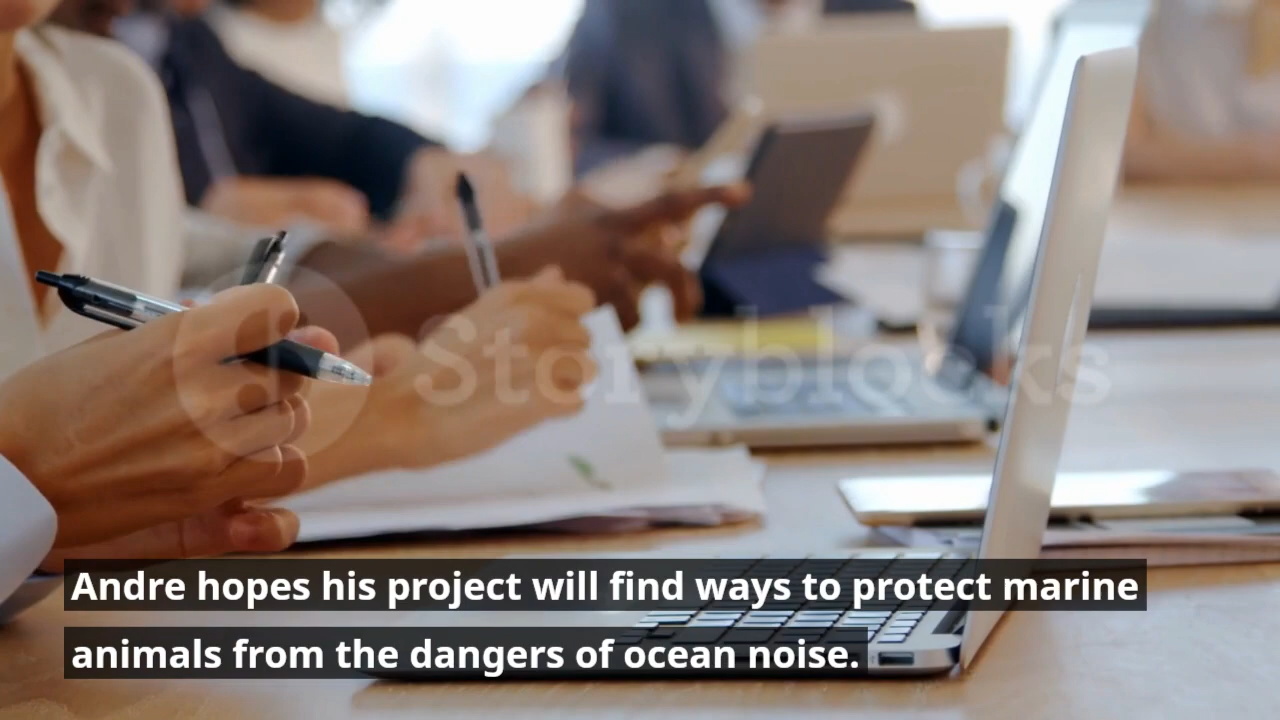 Storyblocks
Andre hopes his project will find ways to protect marine
animals from the dangers of ocean noise.